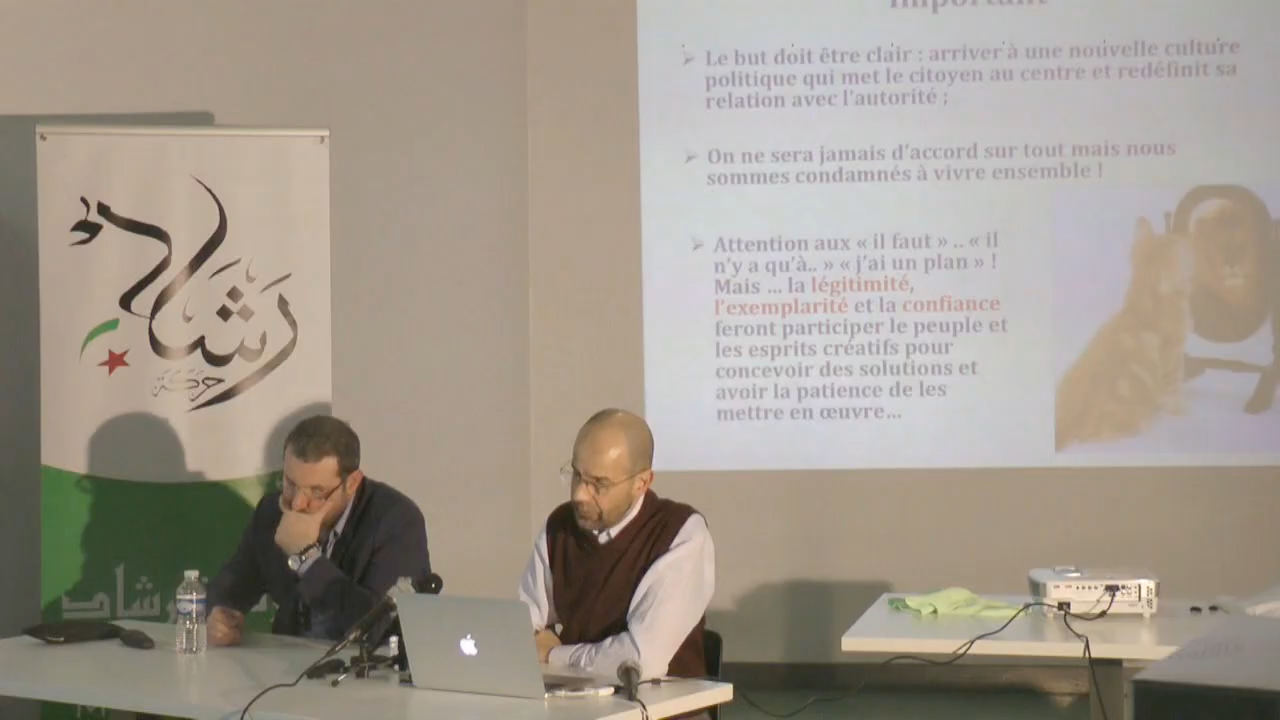 Important
Le but doit être clair : arriver à une nouvelle culture
politique qui met le citoyen au centre et redéfinit sa
relation avec l'autorité ;
On ne sera jamais d'accord sur tout mais nous
sommes condamnés à vivre ensemble !
Attention aux « il faut » .. « il
n'y a qu'à.. » « j'ai un plan » !
Mais ... la légitimité,
l'exemplarité et la confiance
feront participer le peuple et
les esprits créatifs pour
concevoir des solutions et
avoir la patience de les
mettre en œuvre...
رشاد
حركة
رشاد
M